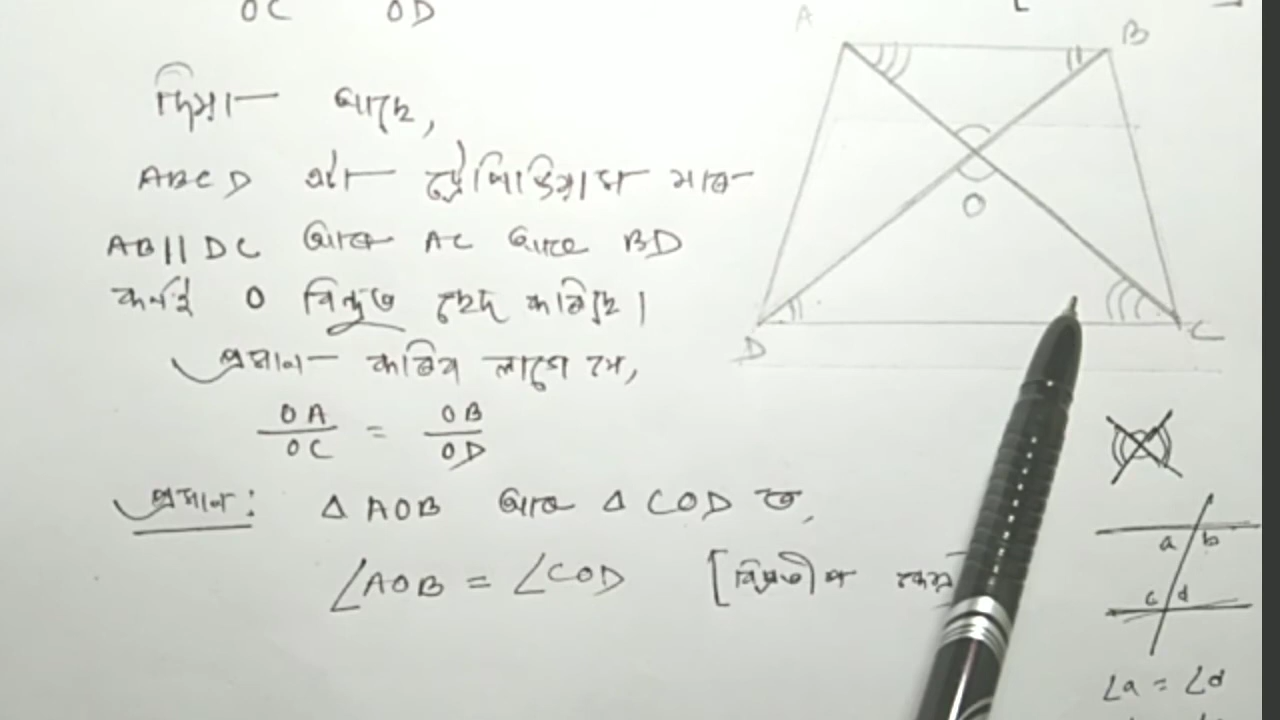 OC OD
দিয়া আছে,
ABCD এটা ট্রেপিজিয়াম যাৰ
AB || DC আৰু AC আৰু BD
কৰ্ণই O বিন্দুত ছেদ কৰিছে।
প্ৰমাণ কৰিব লাগে যে,
OA/OC = OB/OD
প্ৰমাণ: Δ AOB আৰু Δ COD ত,
∠AOB = ∠COD [বিপ্ৰতীপ কোণ
A B
O
D C
a b
c d
∠a = ∠d